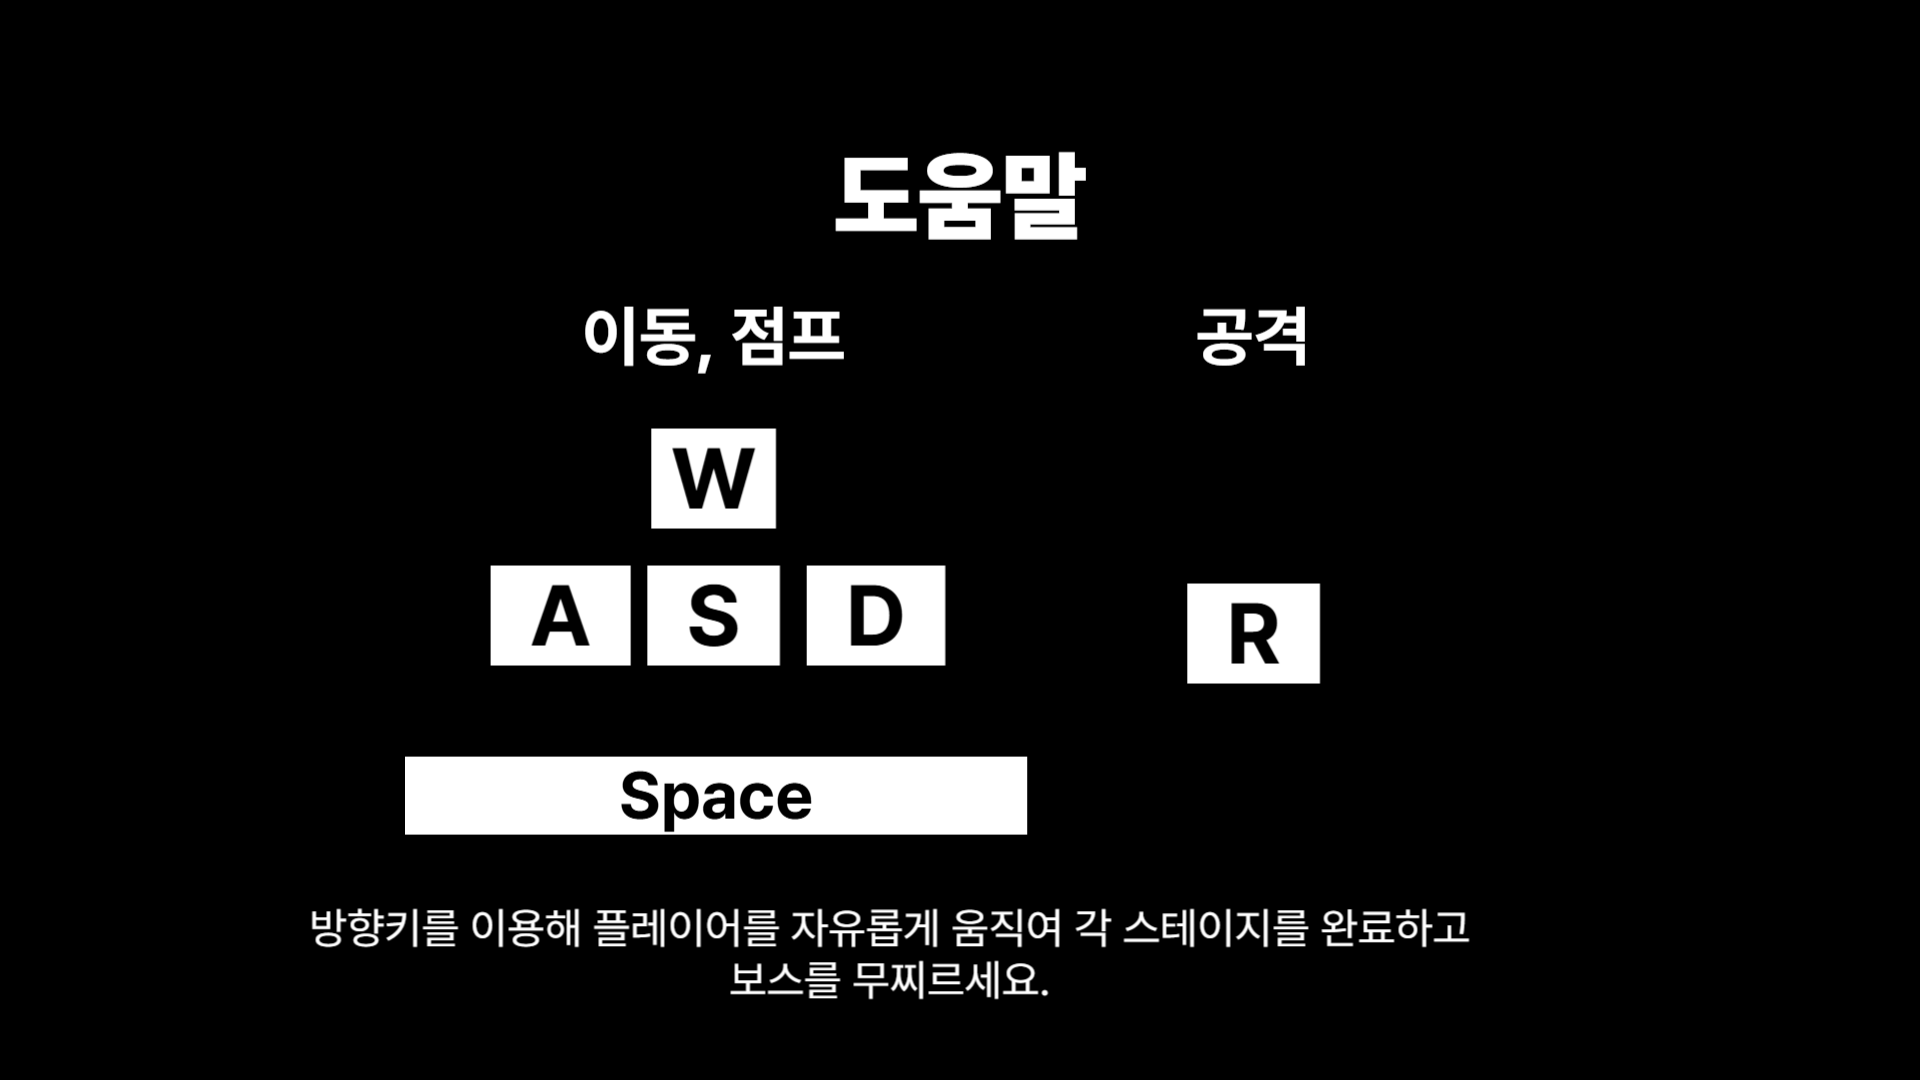 도움말
이동, 점프
공격
W
A S D
R
Space
방향키를 이용해 플레이어를 자유롭게 움직여 각 스테이지를 완료하고
보스를 무찌르세요.